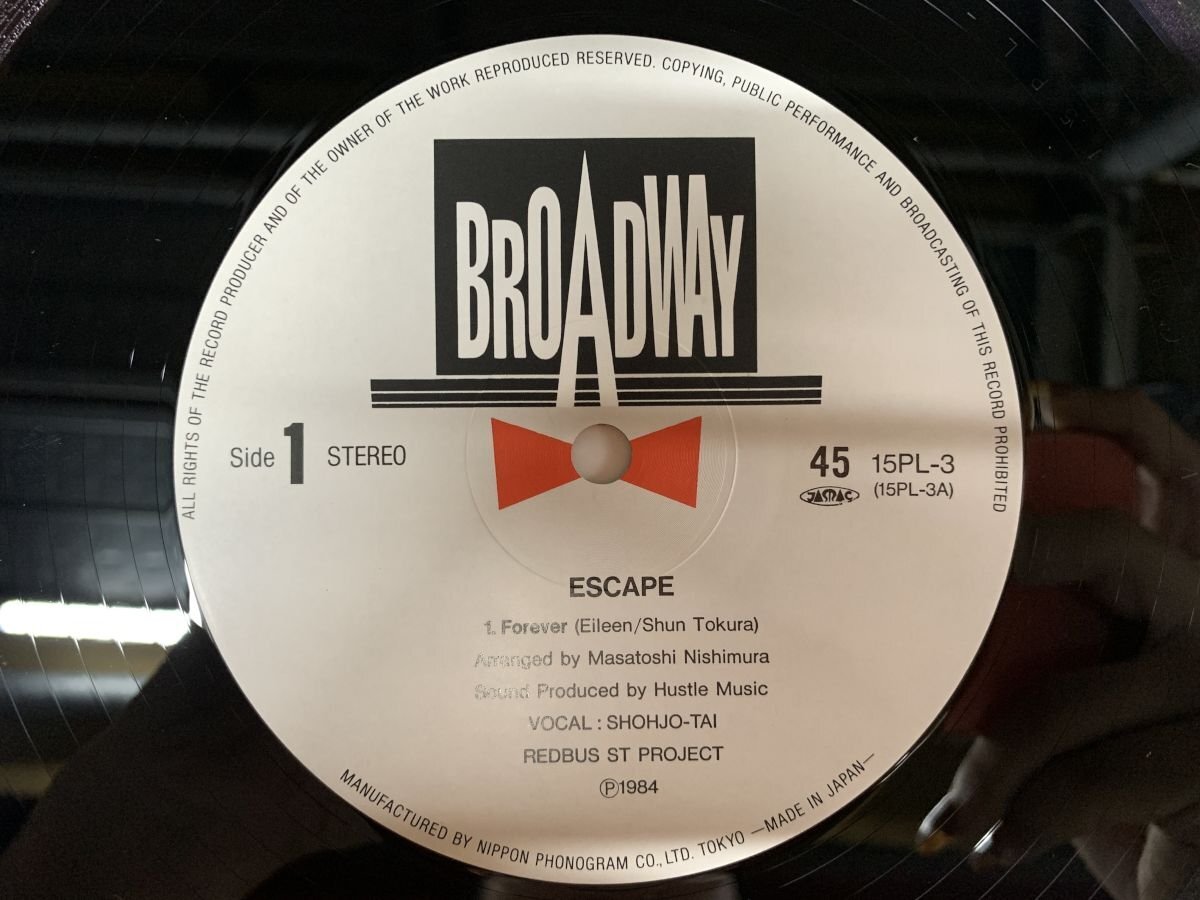 ALL RIGHTS OF THE RECORD PRODUCER AND OF THE OWNER OF THE WORK REPRODUCED RESERVED. COPYING, PUBLIC PERFORMANCE AND BROADCASTING OF THIS RECORD PROHIBITED
BROADWAY
Side 1 STEREO
45 15PL-3
JASRAC (15PL-3A)
ESCAPE
1. Forever (Eileen/Shun Tokura)
Arranged by Masatoshi Nishimura
Sound Produced by Hustle Music
VOCAL : SHOHJO-TAI
REDBUS ST PROJECT
Ⓟ1984
MANUFACTURED BY NIPPON PHONOGRAM CO., LTD. TOKYO —MADE IN JAPAN—